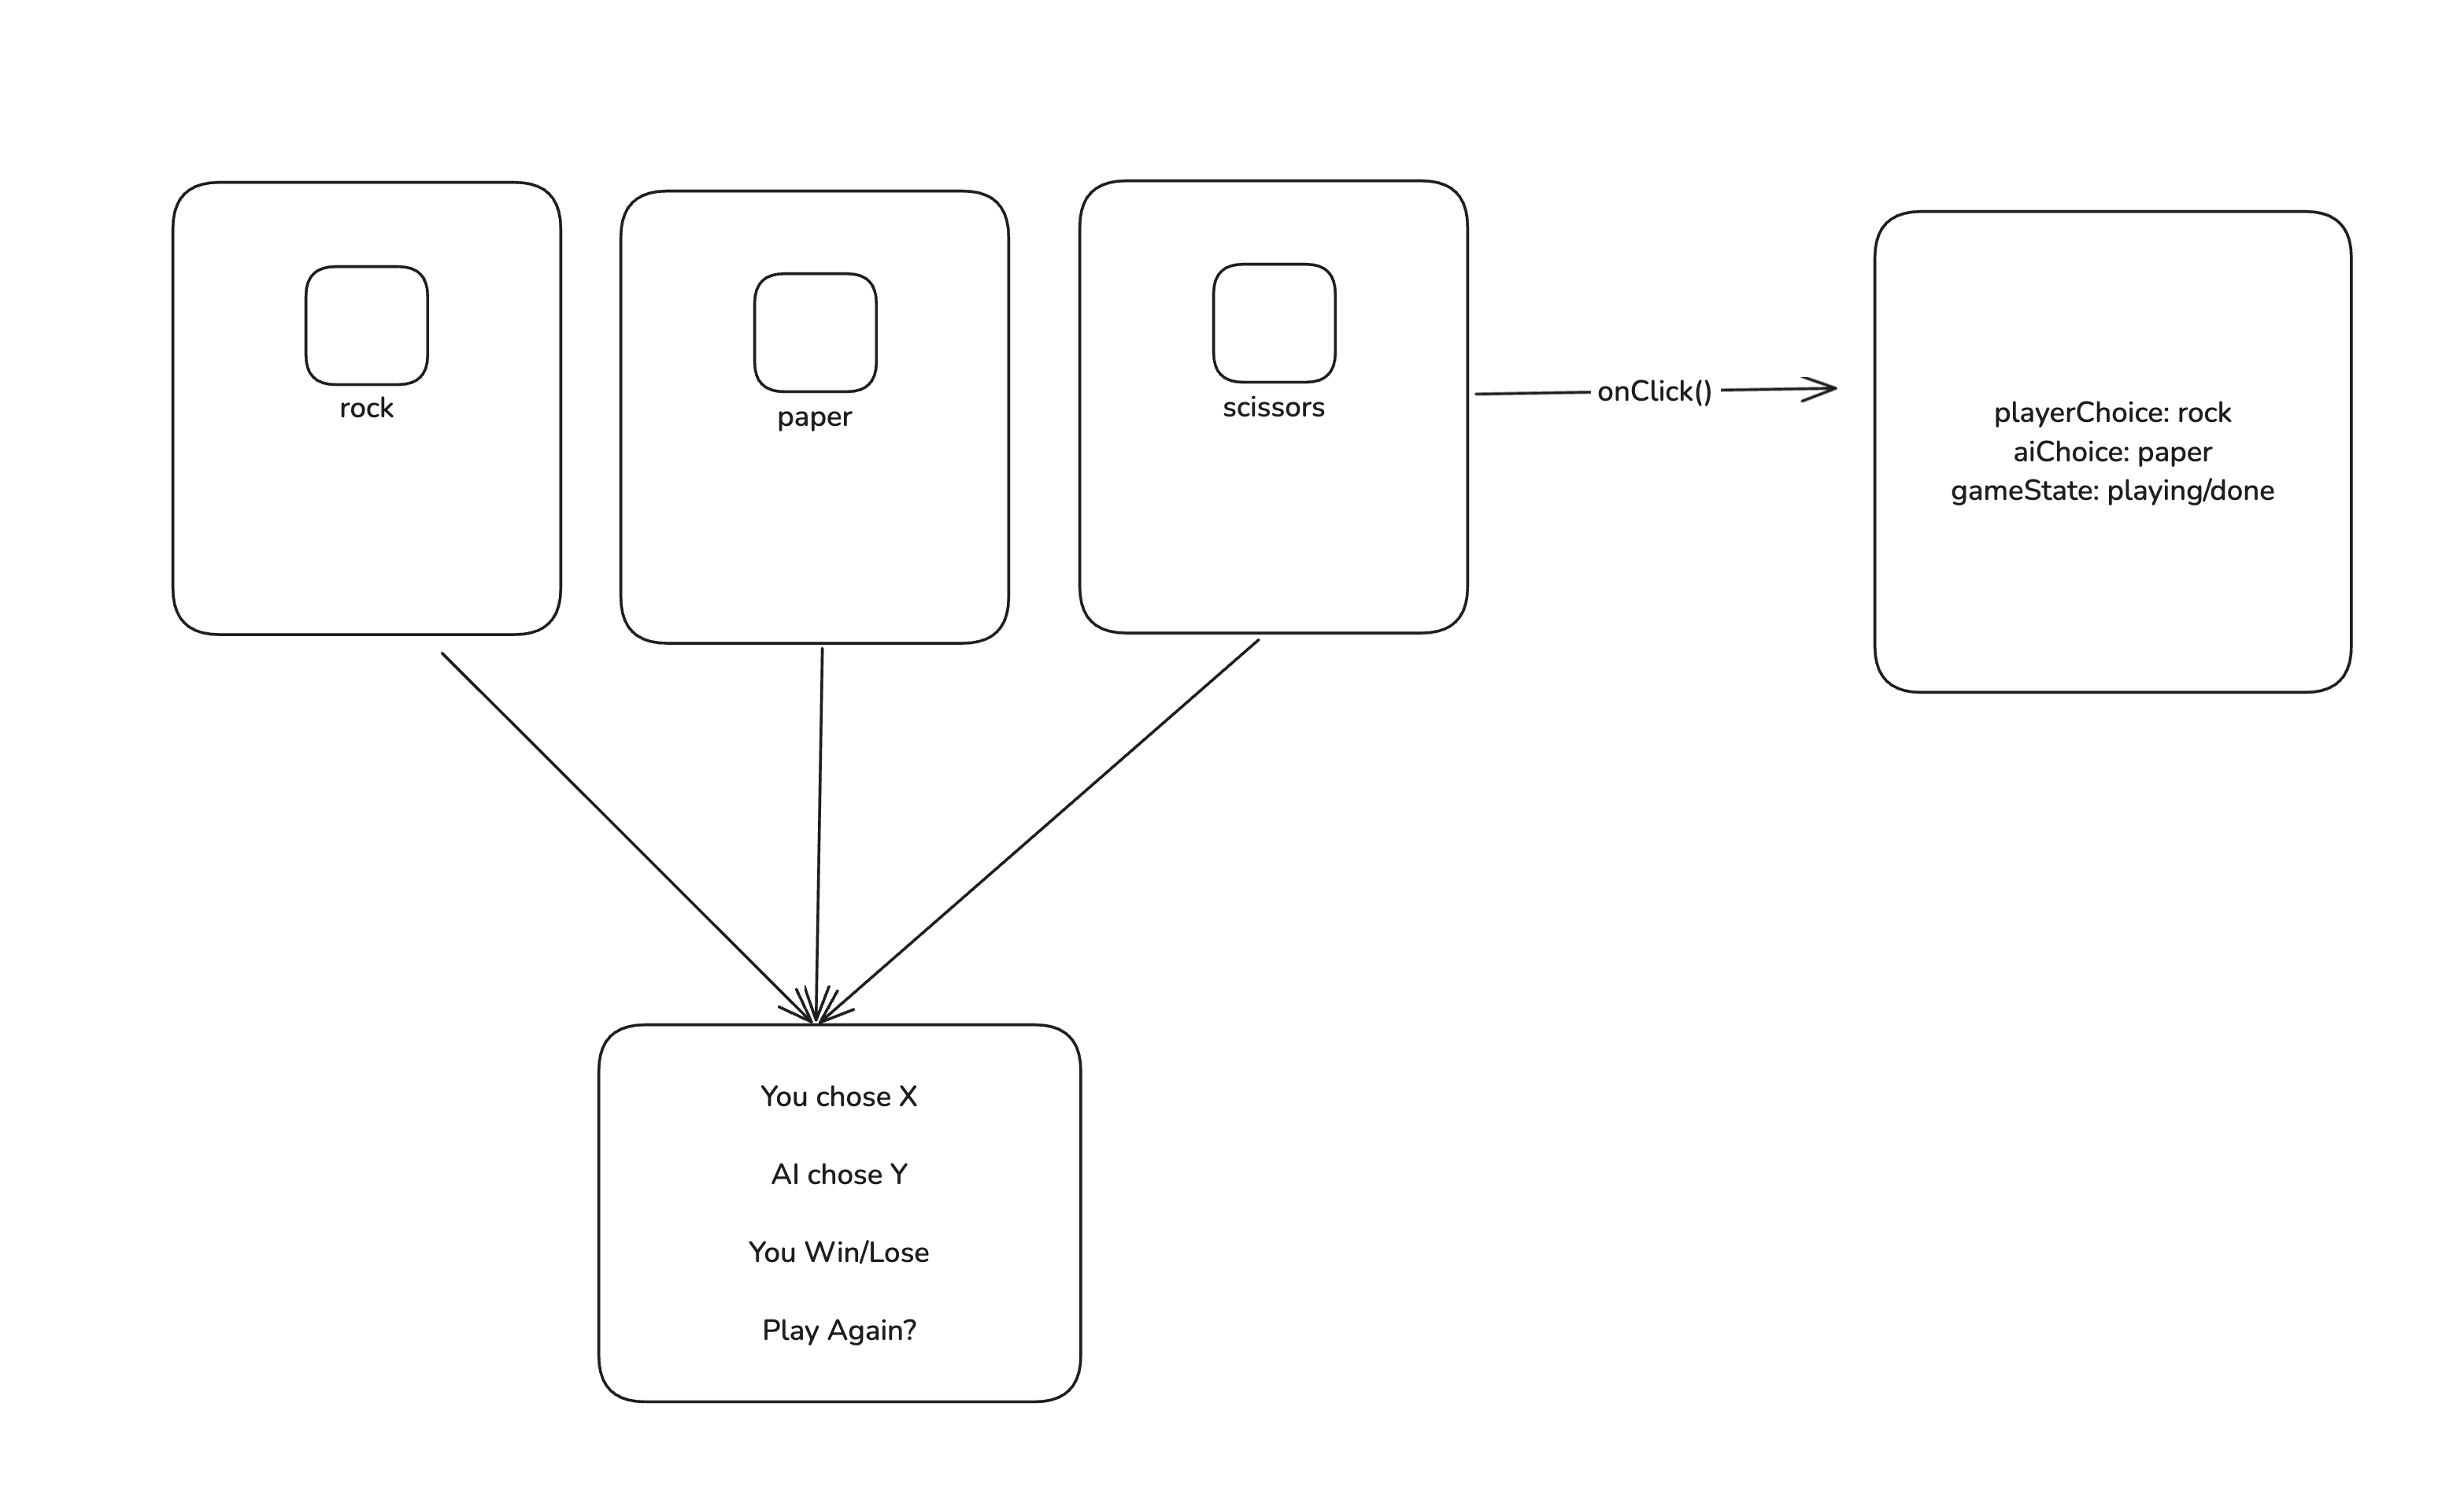 rock
paper
scissors
onClick()
playerChoice: rock
aiChoice: paper
gameState: playing/done
You chose X
AI chose Y
You Win/Lose
Play Again?